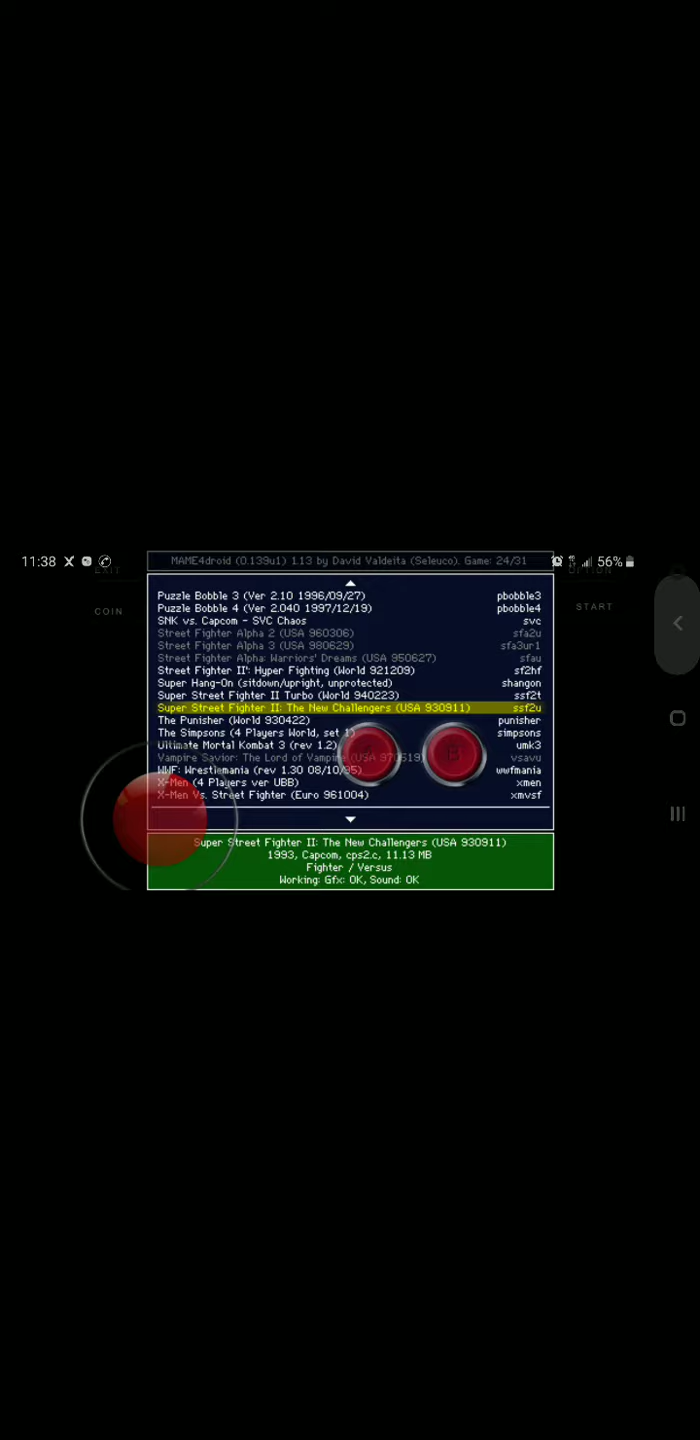 11:38
56%
EXIT
OPTION
COIN
START
MAME4droid (0.139u1) 1.13 by David Valdeita (Seleuco). Game: 24/31
Puzzle Bobble 3 (Ver 2.10 1996/09/27) pbobble3
Puzzle Bobble 4 (Ver 2.040 1997/12/19) pbobble4
SNK vs. Capcom - SVC Chaos svc
Street Fighter Alpha 2 (USA 960306) sfa2u
Street Fighter Alpha 3 (USA 980629) sfa3ur1
Street Fighter Alpha: Warriors' Dreams (USA 950627) sfau
Street Fighter II': Hyper Fighting (World 921209) sf2hf
Super Hang-On (sitdown/upright, unprotected) shangon
Super Street Fighter II Turbo (World 940223) ssf2t
Super Street Fighter II: The New Challengers (USA 930911) ssf2u
The Punisher (World 930422) punisher
The Simpsons (4 Players World, set 1) simpsons
Ultimate Mortal Kombat 3 (rev 1.2) umk3
Vampire Savior: The Lord of Vampire (USA 970519) vsavu
WWF: Wrestlemania (rev 1.30 08/10/95) wwfmania
X-Men (4 Players ver UBB) xmen
X-Men Vs. Street Fighter (Euro 961004) xmvsf
B
Super Street Fighter II: The New Challengers (USA 930911)
1993, Capcom, cps2.c, 11.13 MB
Fighter / Versus
Working: Gfx: OK, Sound: OK